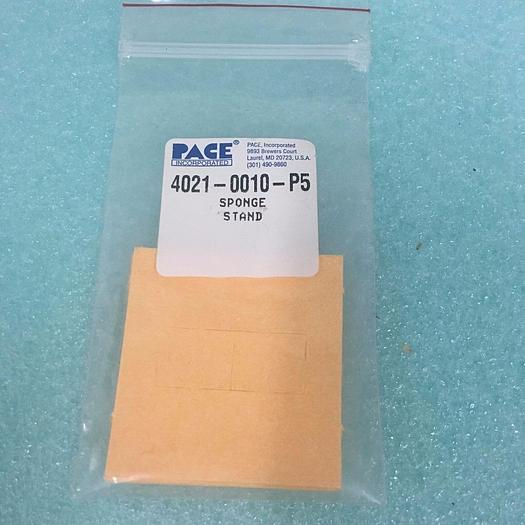 PACE®
INCORPORATED
PACE, Incorporated
9893 Brewers Court
Laurel, MD 20723, U.S.A.
(301) 490-9860
4021-0010-P5
SPONGE
STAND